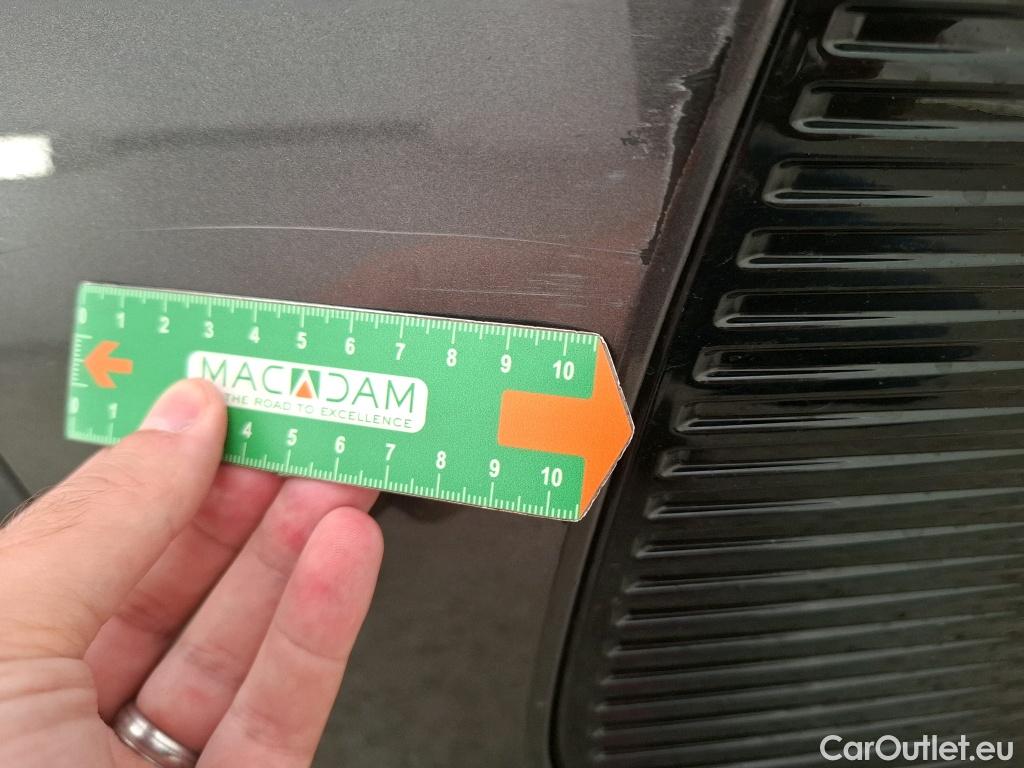 0 1 2 3 4 5 6 7 8 9 10
MACADAM
THE ROAD TO EXCELLENCE
0 1 4 5 6 7 8 9 10
CarOutlet.eu